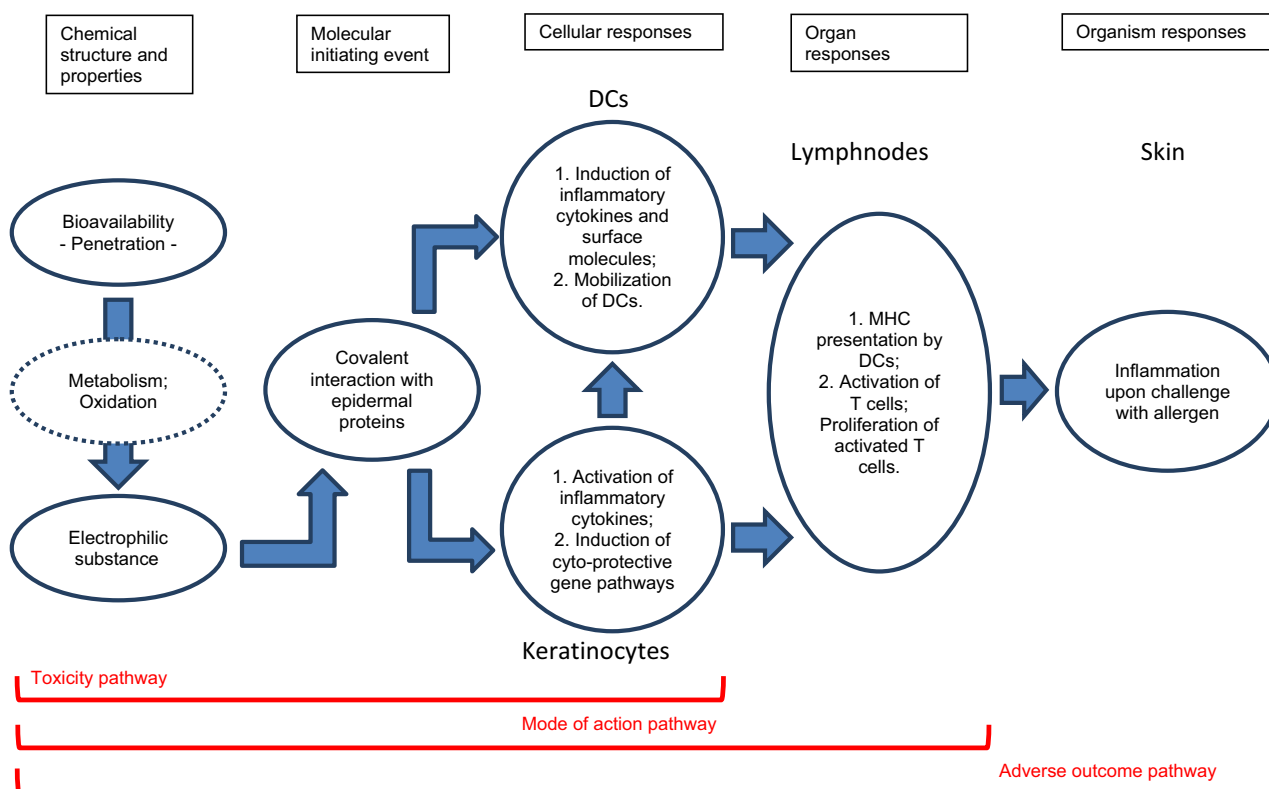 Chemical
structure and
properties
Molecular
initiating event
Cellular responses
Organ
responses
Organism responses
DCs
Lymphnodes
Skin
Bioavailability
- Penetration -
Metabolism;
Oxidation
Electrophilic
substance
Covalent
interaction with
epidermal
proteins
1. Induction of
inflammatory
cytokines and
surface
molecules;
2. Mobilization
of DCs.
1. Activation of
inflammatory
cytokines;
2. Induction of
cyto-protective
gene pathways
Keratinocytes
1. MHC
presentation by
DCs;
2. Activation of
T cells;
Proliferation of
activated T
cells.
Inflammation
upon challenge
with allergen
Toxicity pathway
Mode of action pathway
Adverse outcome pathway